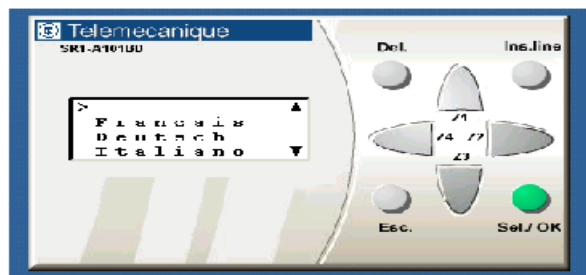 Telemecanique
SR1-A101BD
Del.
Ins.line
>
Francais
Deutsch
Italiano
Z1
Z4
Z2
Z3
Esc.
Sel./ OK